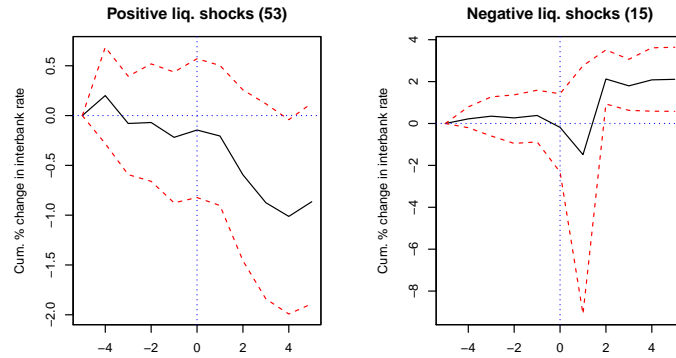 Positive liq. shocks (53)
Cum. % change in interbank rate
0.5
0.0
−0.5
−1.0
−1.5
−2.0
−4 −2 0 2 4
Negative liq. shocks (15)
Cum. % change in interbank rate
4
2
0
−2
−4
−6
−8
−4 −2 0 2 4